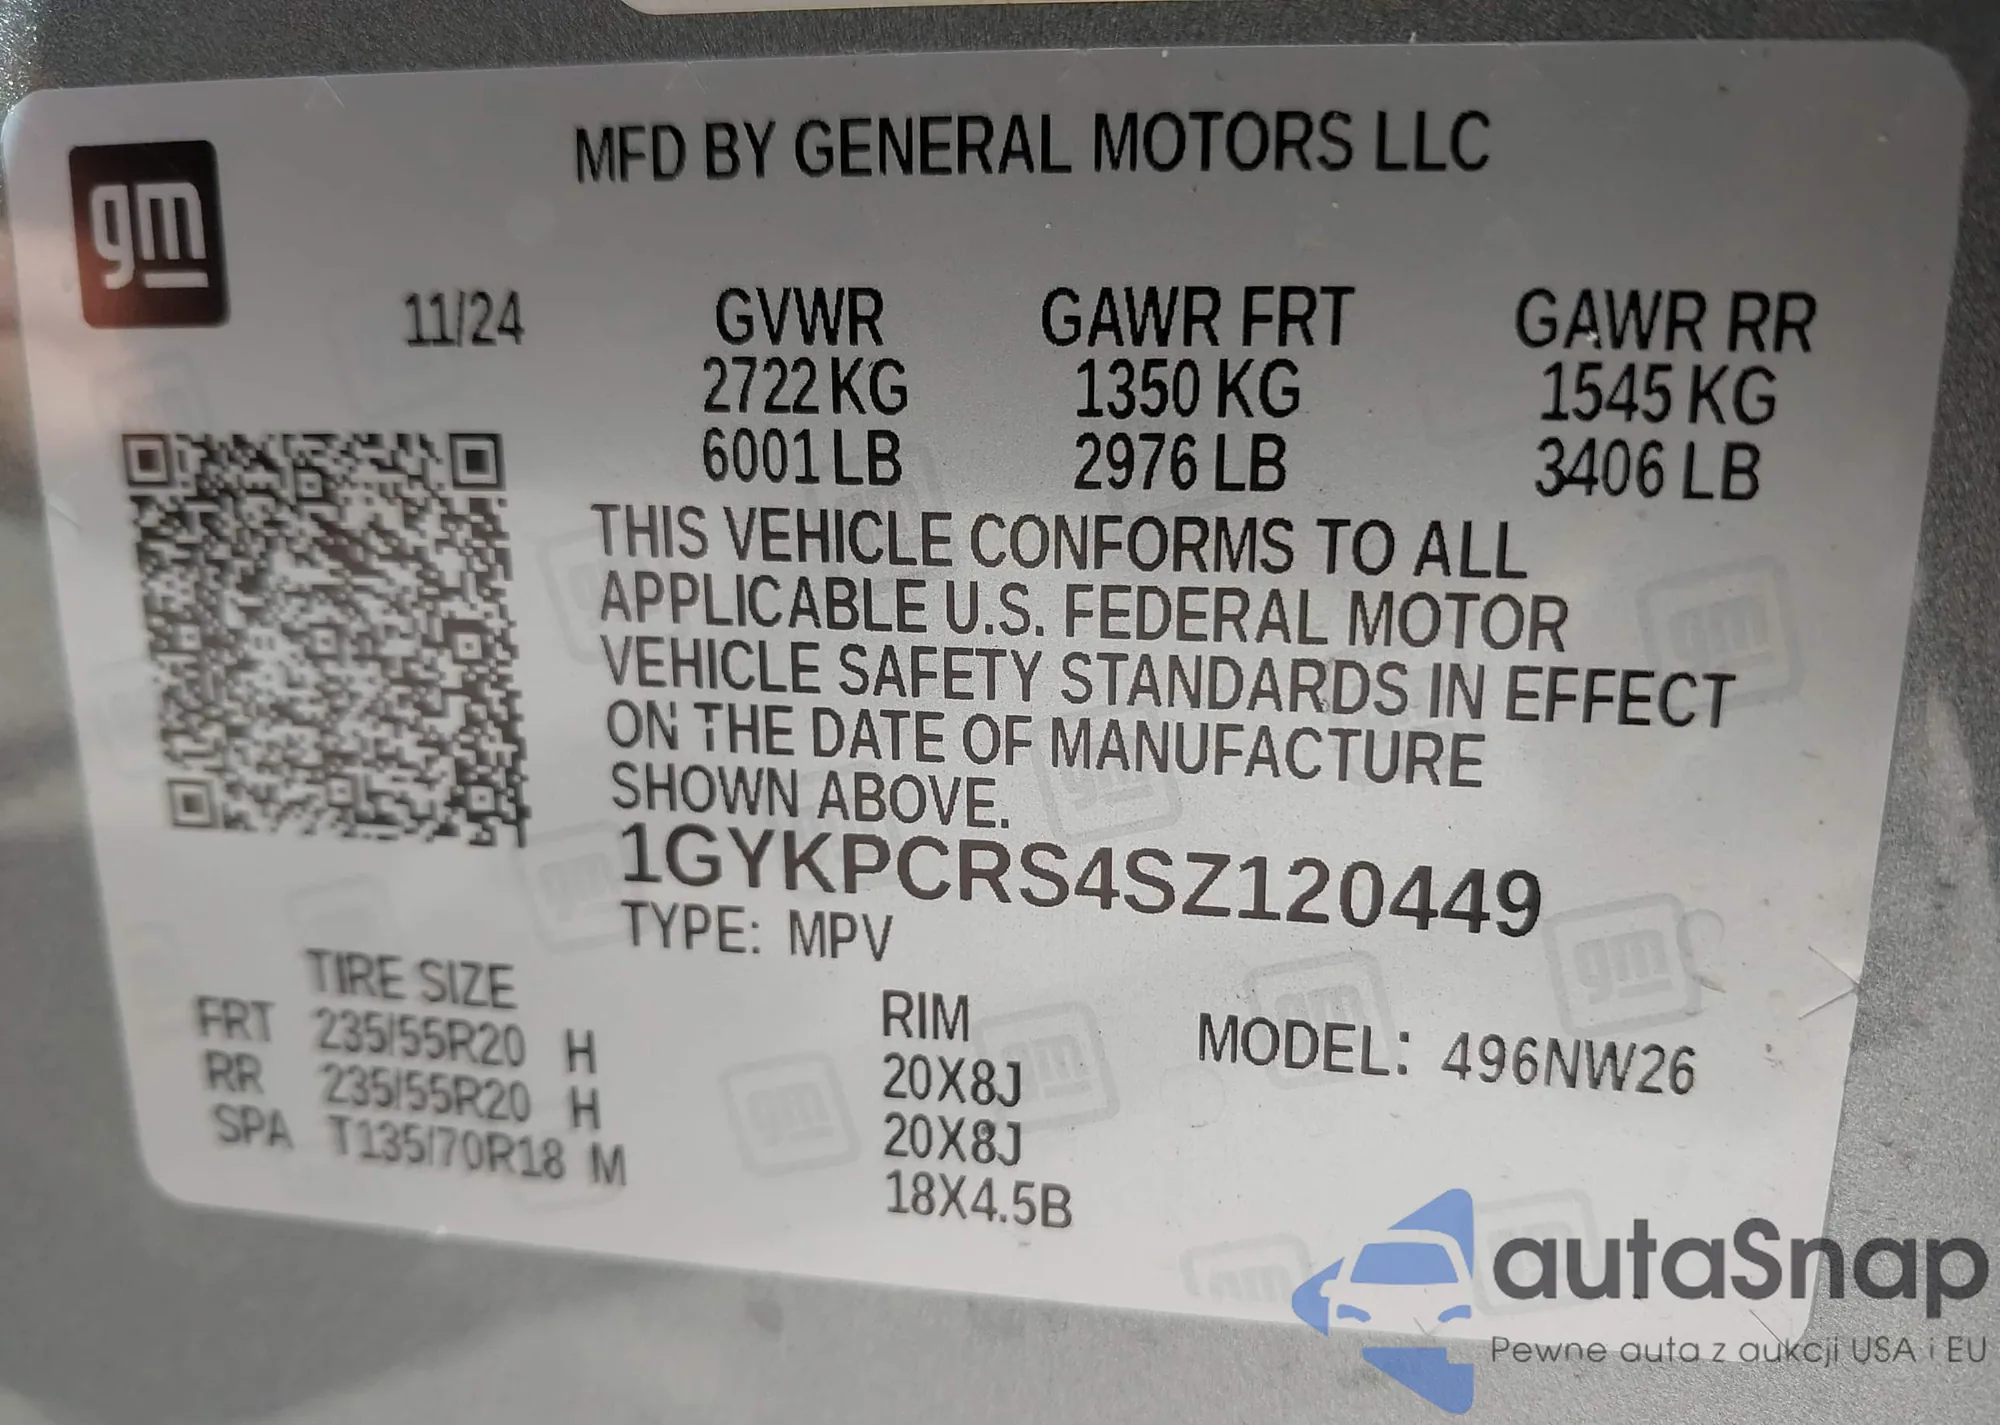 gm
MFD BY GENERAL MOTORS LLC
11/24 GVWR GAWR FRT GAWR RR
2722 KG 1350 KG 1545 KG
6001 LB 2976 LB 3406 LB
THIS VEHICLE CONFORMS TO ALL
APPLICABLE U.S. FEDERAL MOTOR
VEHICLE SAFETY STANDARDS IN EFFECT
ON THE DATE OF MANUFACTURE
SHOWN ABOVE.
1GYKPCRS4SZ120449
TYPE: MPV
TIRE SIZE RIM MODEL: 496NW26
FRT 235/55R20 H 20X8J
RR 235/55R20 H 20X8J
SPA T135/70R18 M 18X4.5B
autaSnap
Pewne auta z aukcji USA i EU